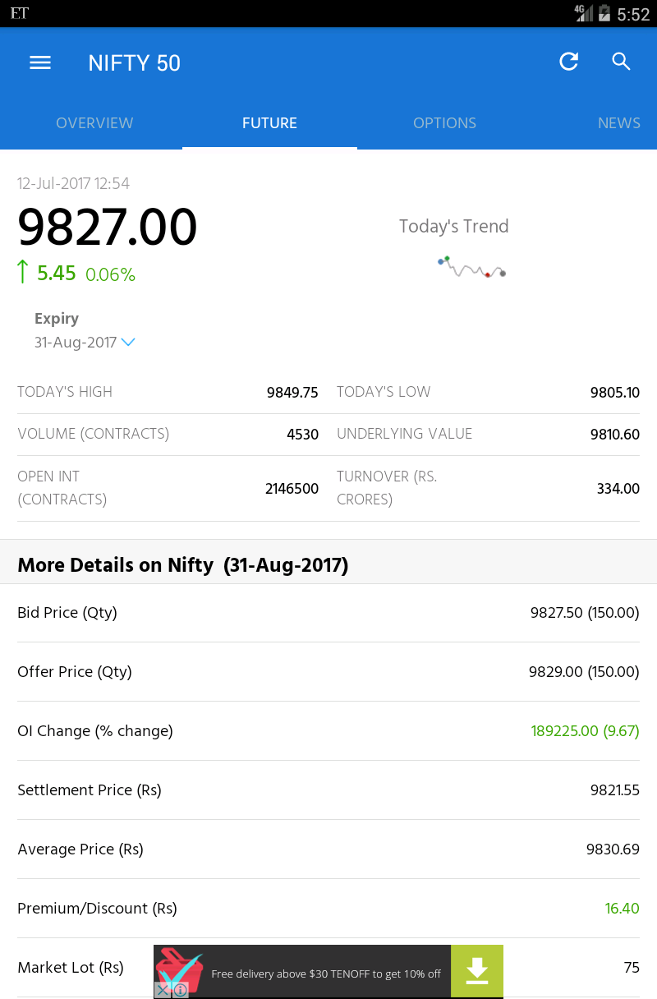 ET 4G 5:52
NIFTY 50
OVERVIEW FUTURE OPTIONS NEWS
12-Jul-2017 12:54
9827.00
Today's Trend
5.45 0.06%
Expiry
31-Aug-2017
TODAY'S HIGH 9849.75 TODAY'S LOW 9805.10
VOLUME (CONTRACTS) 4530 UNDERLYING VALUE 9810.60
OPEN INT
(CONTRACTS) 2146500 TURNOVER (RS.
CRORES) 334.00
More Details on Nifty (31-Aug-2017)
Bid Price (Qty) 9827.50 (150.00)
Offer Price (Qty) 9829.00 (150.00)
OI Change (% change) 189225.00 (9.67)
Settlement Price (Rs) 9821.55
Average Price (Rs) 9830.69
Premium/Discount (Rs) 16.40
Market Lot (Rs) 75
Free delivery above $30 TENOFF to get 10% off